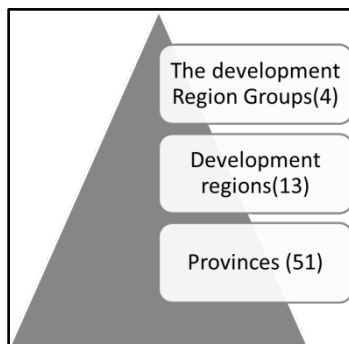 The development
Region Groups(4)
Development
regions(13)
Provinces (51)